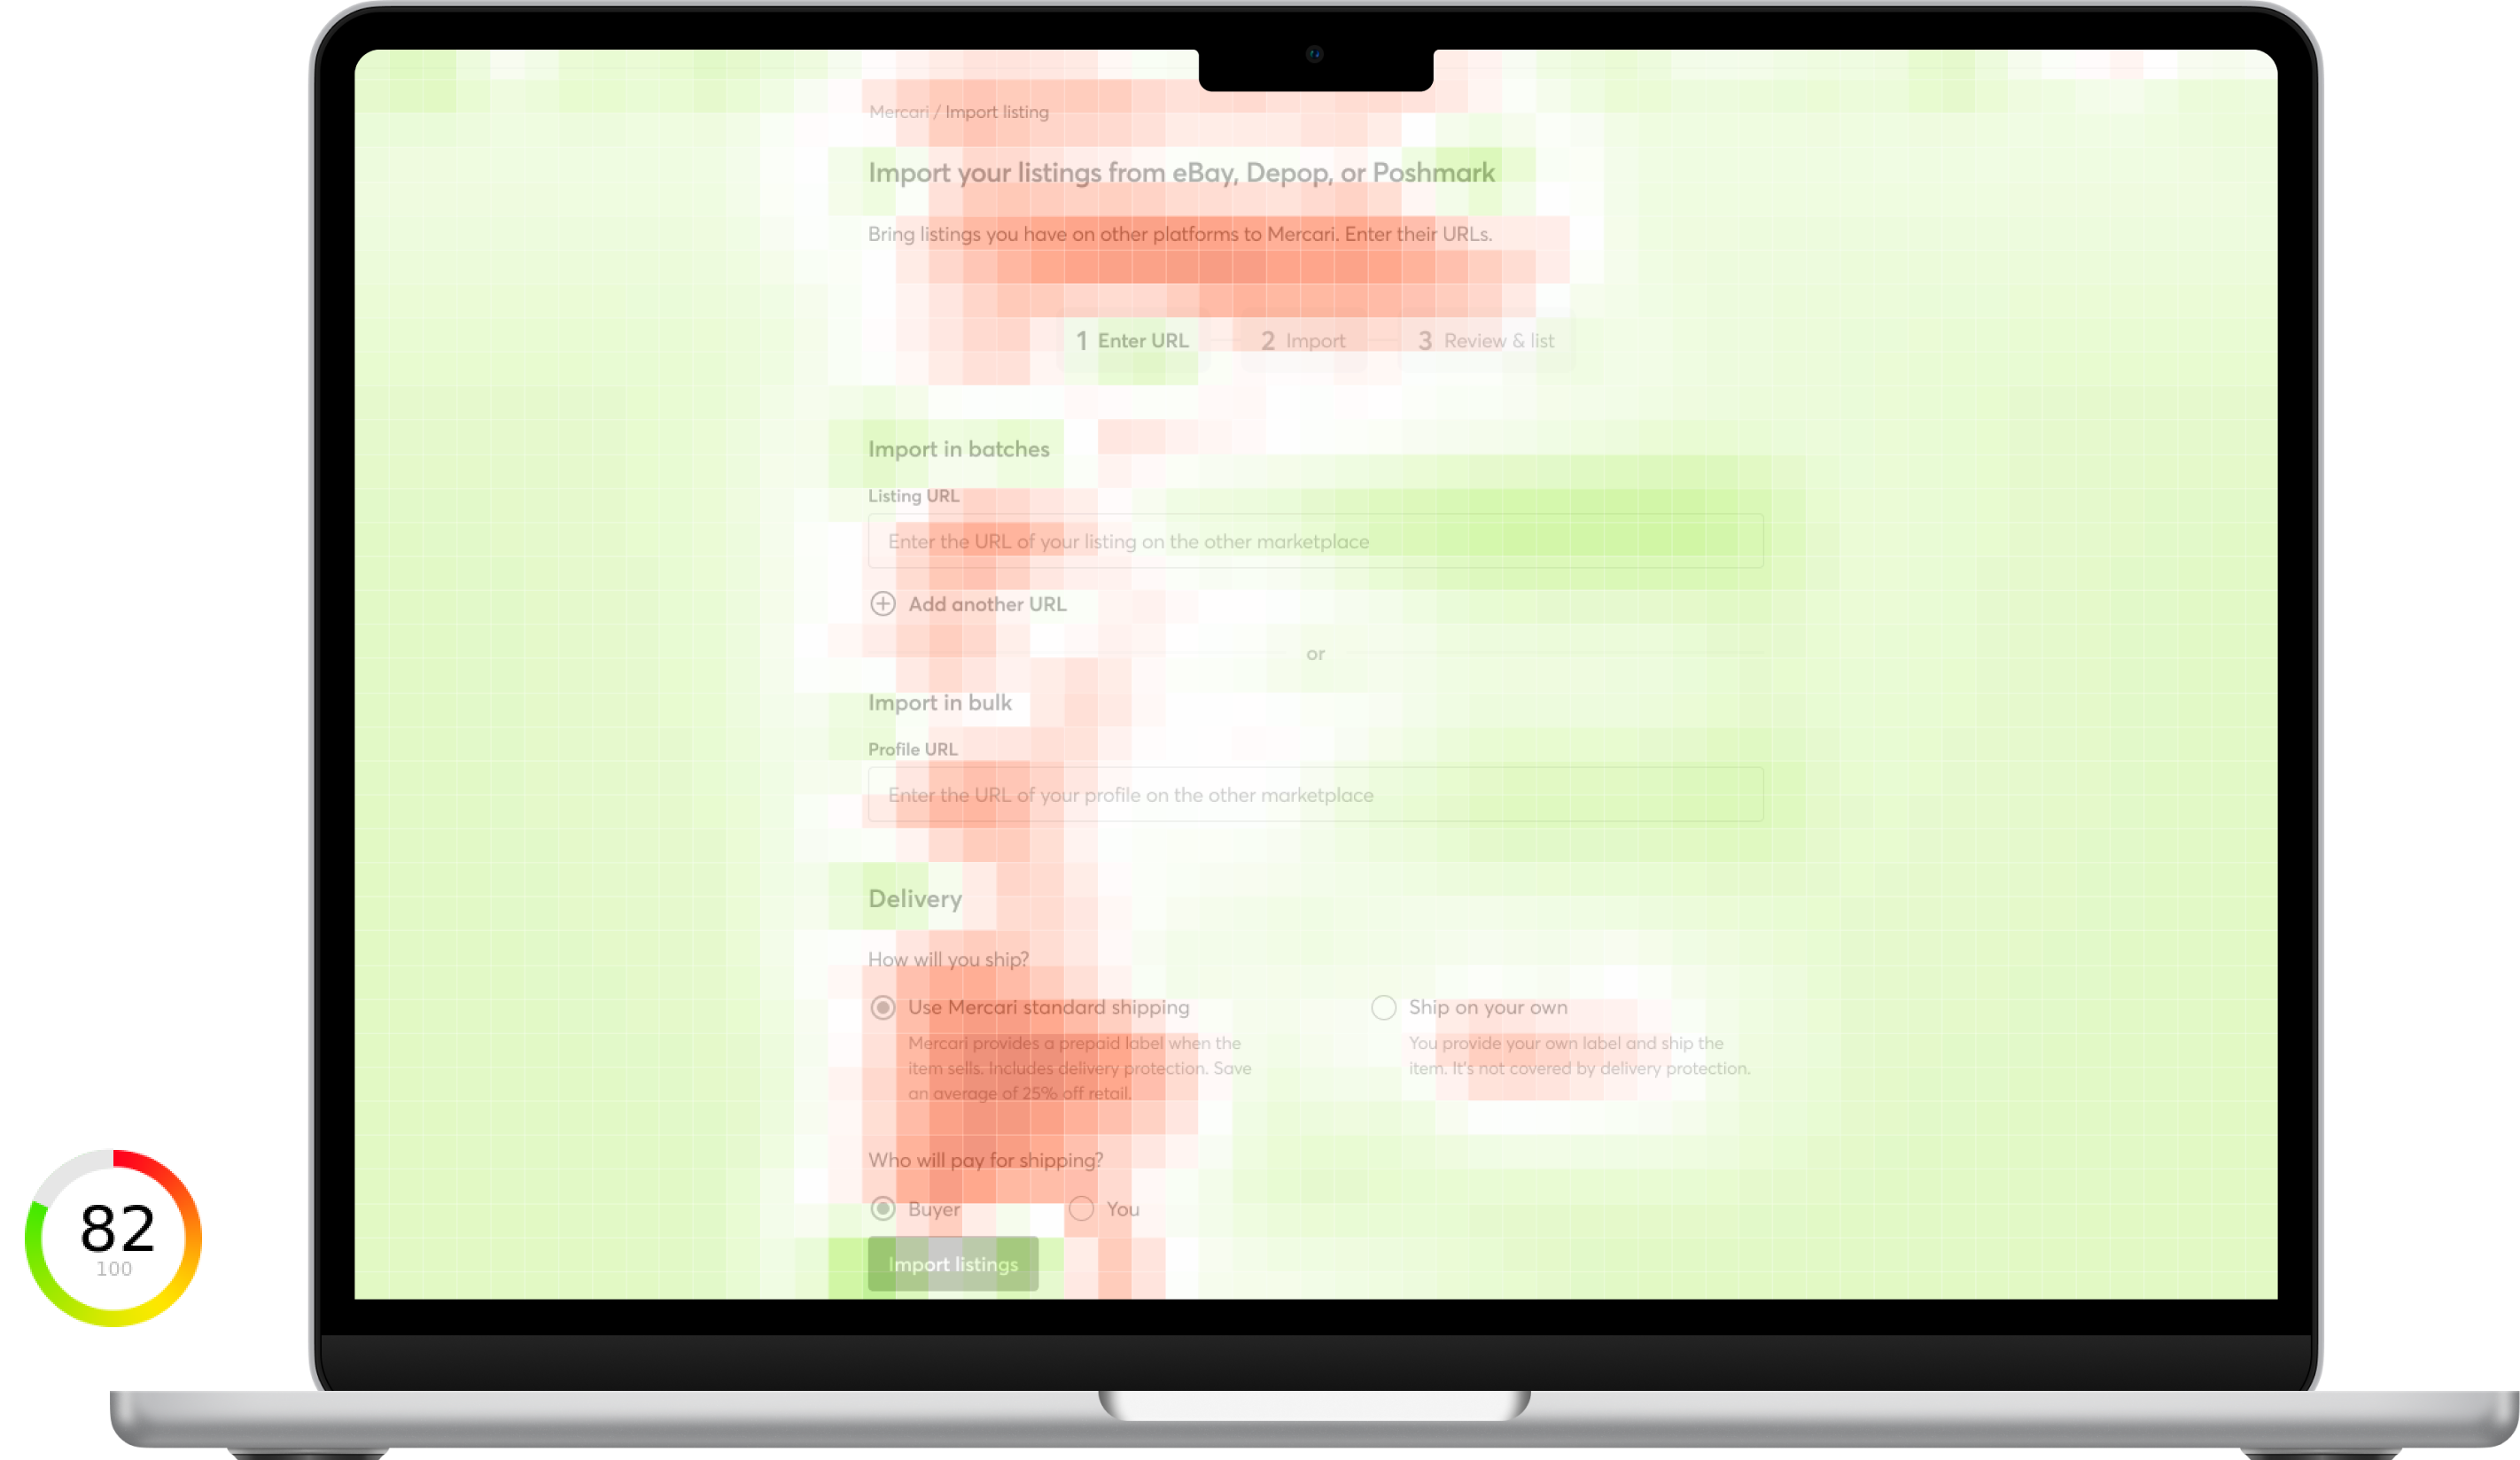 Mercari / Import listing
Import your listings from eBay, Depop, or Poshmark
Bring listings you have on other platforms to Mercari. Enter their URLs.
1 Enter URL 2 Import 3 Review & list
Import in batches
Listing URL
Enter the URL of your listing on the other marketplace
Add another URL
or
Import in bulk
Profile URL
Enter the URL of your profile on the other marketplace
Delivery
How will you ship?
Use Mercari standard shipping
Mercari provides a prepaid label when the
item sells. Includes delivery protection. Save
an average of 25% off retail.
Ship on your own
You provide your own label and ship the
item. It's not covered by delivery protection.
Who will pay for shipping?
Buyer You
Import listings
82
100